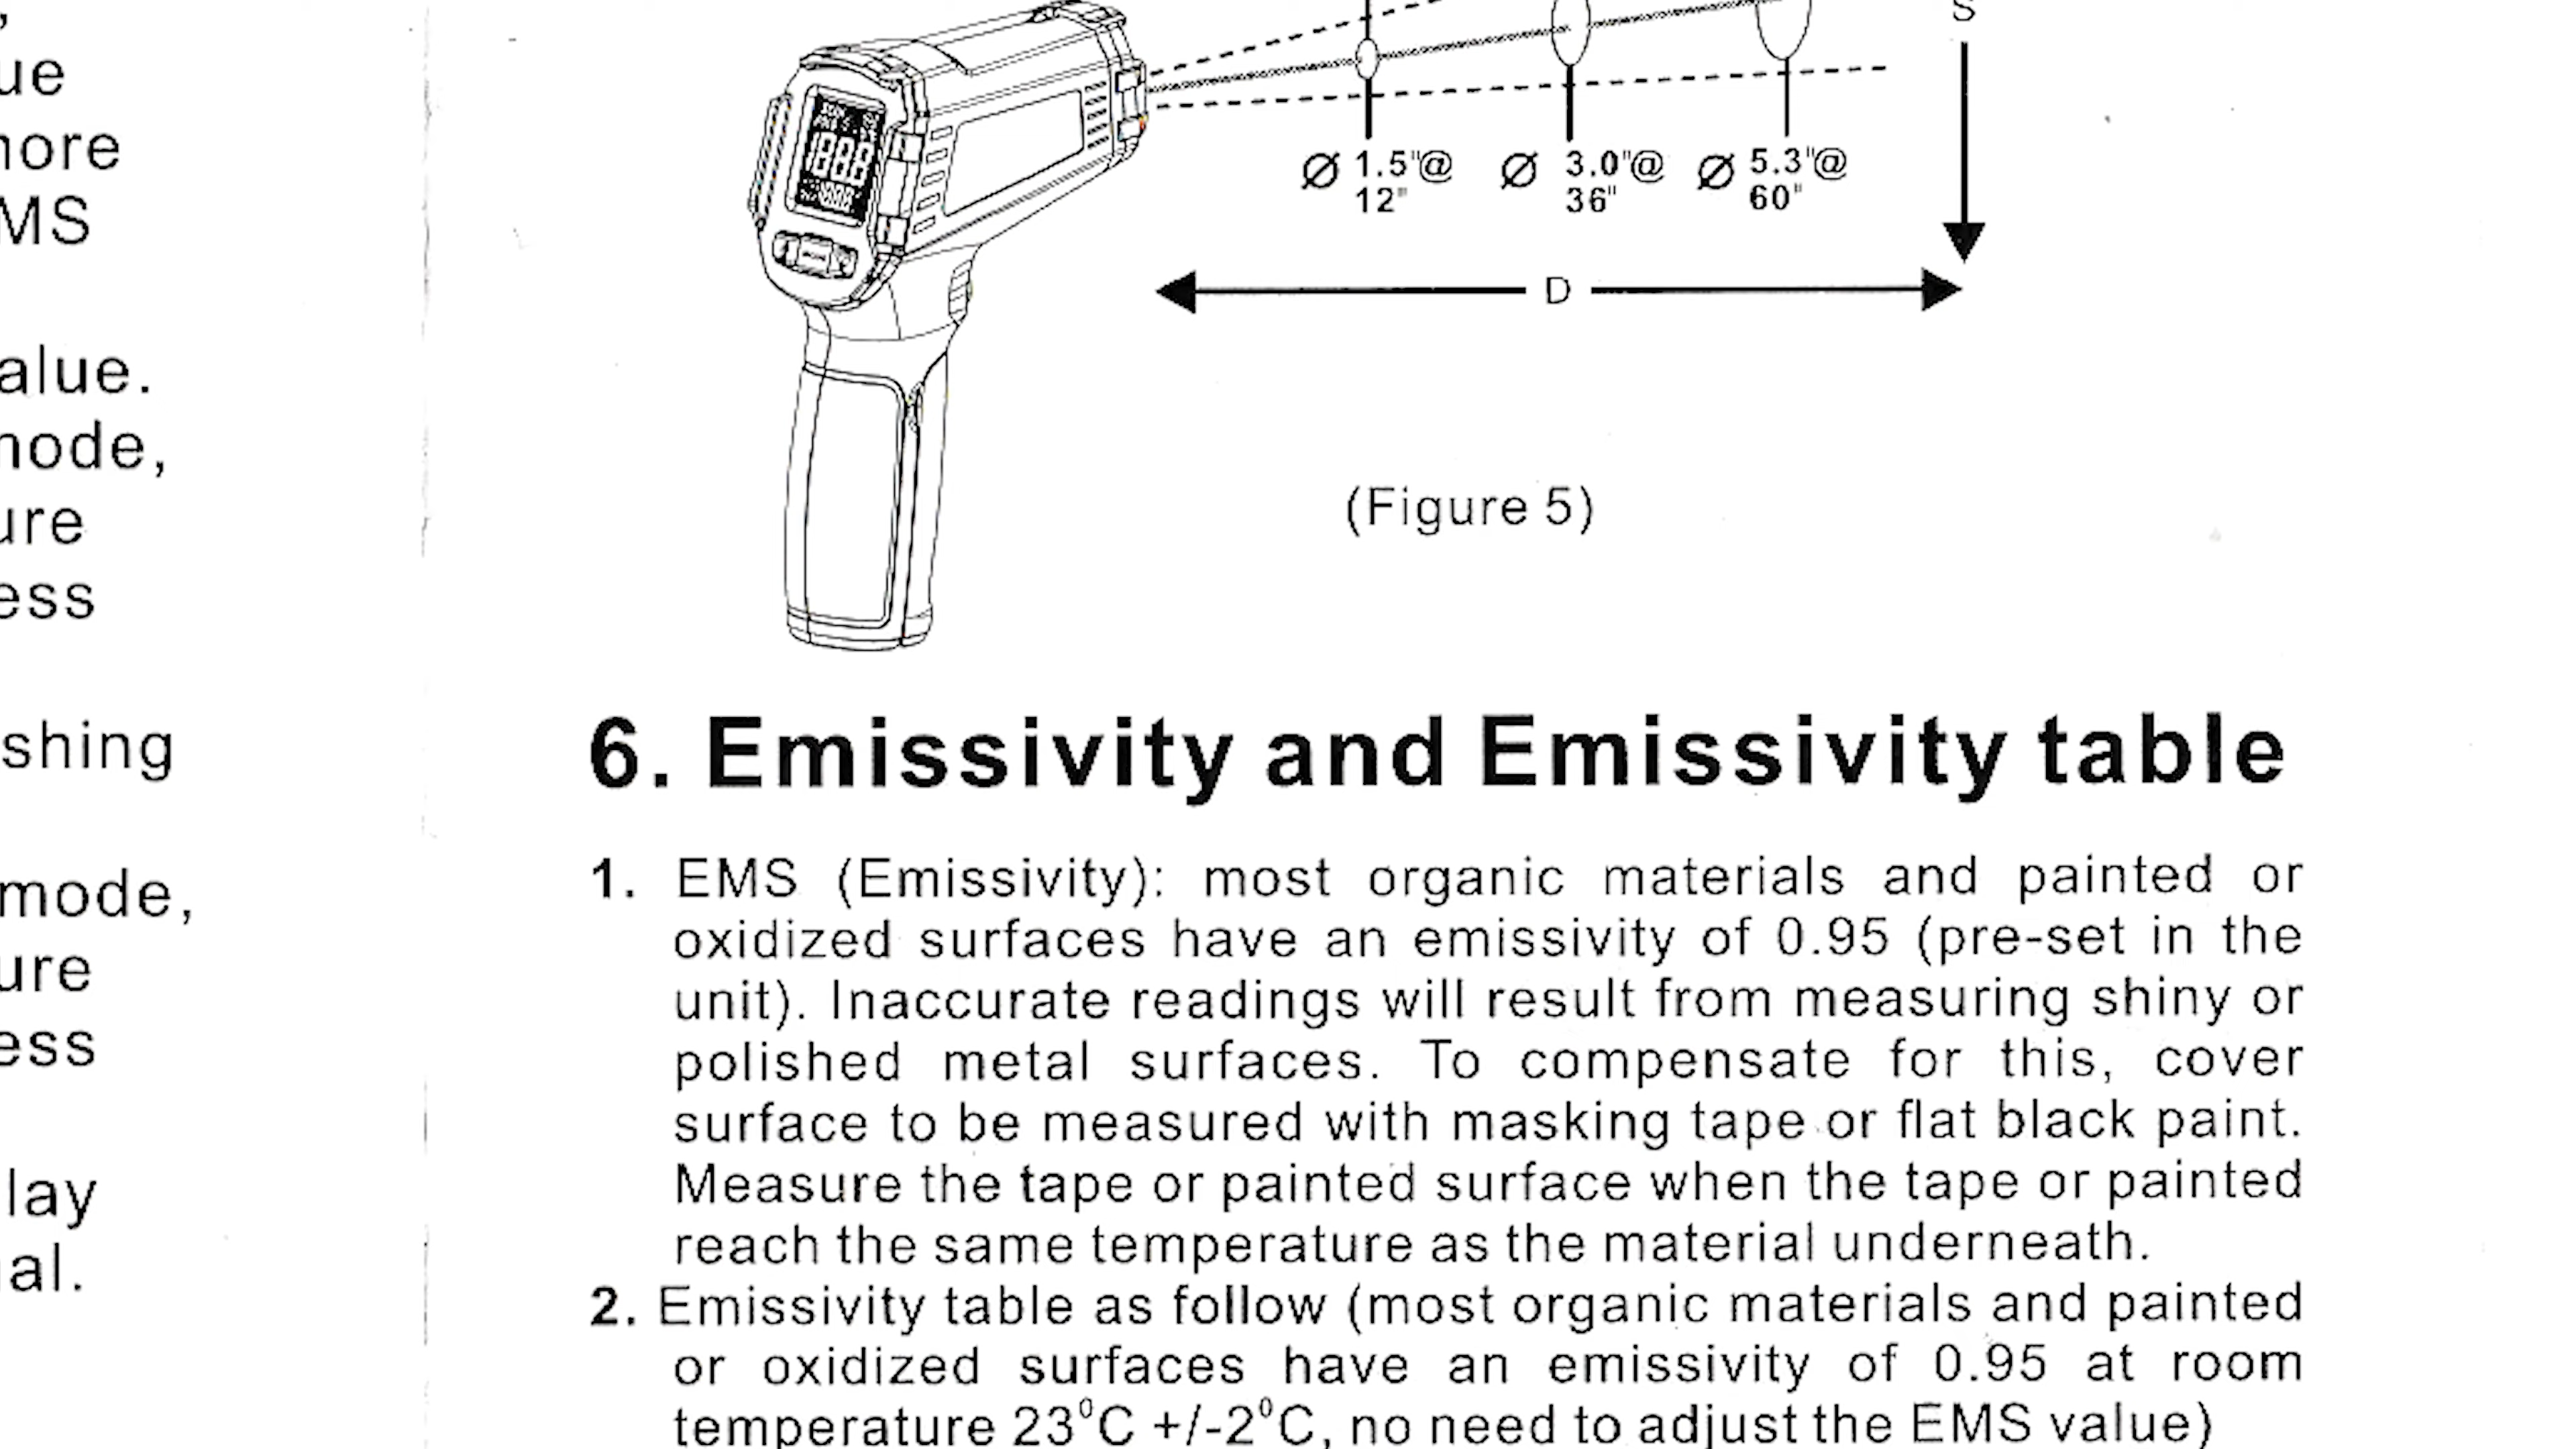 ,
ue
nore
MS
alue.
node,
ure
ess
shing
mode,
ure
ess
lay
al.
S
Ø 1.5"@ 12"
Ø 3.0"@ 36"
Ø 5.3"@ 60"
D
(Figure 5)
6. Emissivity and Emissivity table
1. EMS (Emissivity): most organic materials and painted or
oxidized surfaces have an emissivity of 0.95 (pre-set in the
unit). Inaccurate readings will result from measuring shiny or
polished metal surfaces. To compensate for this, cover
surface to be measured with masking tape or flat black paint.
Measure the tape or painted surface when the tape or painted
reach the same temperature as the material underneath.
2. Emissivity table as follow (most organic materials and painted
or oxidized surfaces have an emissivity of 0.95 at room
temperature 23⁰C +/-2⁰C, no need to adjust the EMS value)